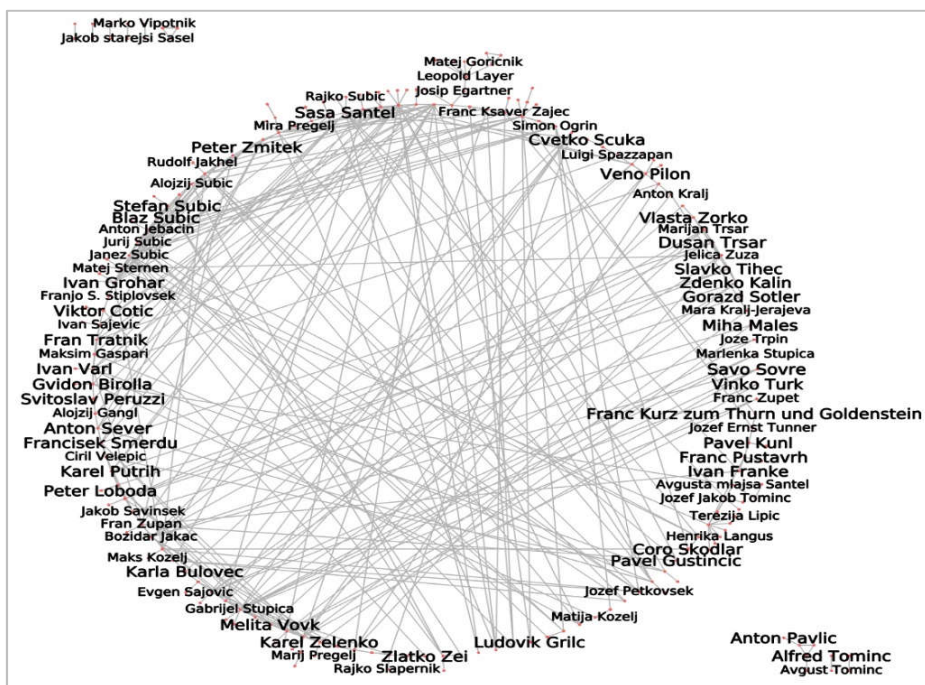 Marko Vipotnik
Jakob starejsi Sasel
Matej Goricnik
Leopold Layer
Josip Egartner
Rajko Subic
Sasa Santel
Franc Ksaver Zajec
Mira Pregelj
Simon Ogrin
Peter Zmitek
Cvetko Scuka
Rudolf Jakhel
Luigi Spazzapan
Alojzij Subic
Veno Pilon
Anton Kralj
Stefan Subic
Blaz Subic
Vlasta Zorko
Anton Jebacin
Marijan Trsar
Jurij Subic
Dusan Trsar
Janez Subic
Jelica Zuza
Matej Sternen
Slavko Tihec
Ivan Grohar
Zdenko Kalin
Franjo S. Stiplovsek
Gorazd Sotler
Viktor Cotic
Mara Kralj-Jerajeva
Ivan Sajevic
Miha Males
Fran Tratnik
Joze Trpin
Maksim Gaspari
Marlenka Stupica
Ivan Varl
Savo Sovre
Gvidon Birolla
Vinko Turk
Svitoslav Peruzzi
Franc Zupet
Alojzij Gangl
Franc Kurz zum Thurn und Goldenstein
Anton Sever
Jozef Ernst Tunner
Francisek Smerdu
Pavel Kunl
Ciril Velepic
Franc Pustavrh
Karel Putrih
Ivan Franke
Peter Loboda
Avgusta mlajsa Santel
Jozef Jakob Tominc
Jakob Savinsek
Terezija Lipic
Fran Zupan
Bozidar Jakac
Henrika Langus
Coro Skodlar
Maks Kozelj
Pavel Gustincic
Karla Bulovec
Evgen Sajovic
Jozef Petkovsek
Gabrijel Stupica
Matija Kozelj
Melita Vovk
Karel Zelenko
Ludovik Grilc
Anton Pavlic
Marij Pregelj
Zlatko Zei
Alfred Tominc
Rajko Slapernik
Avgust Tominc